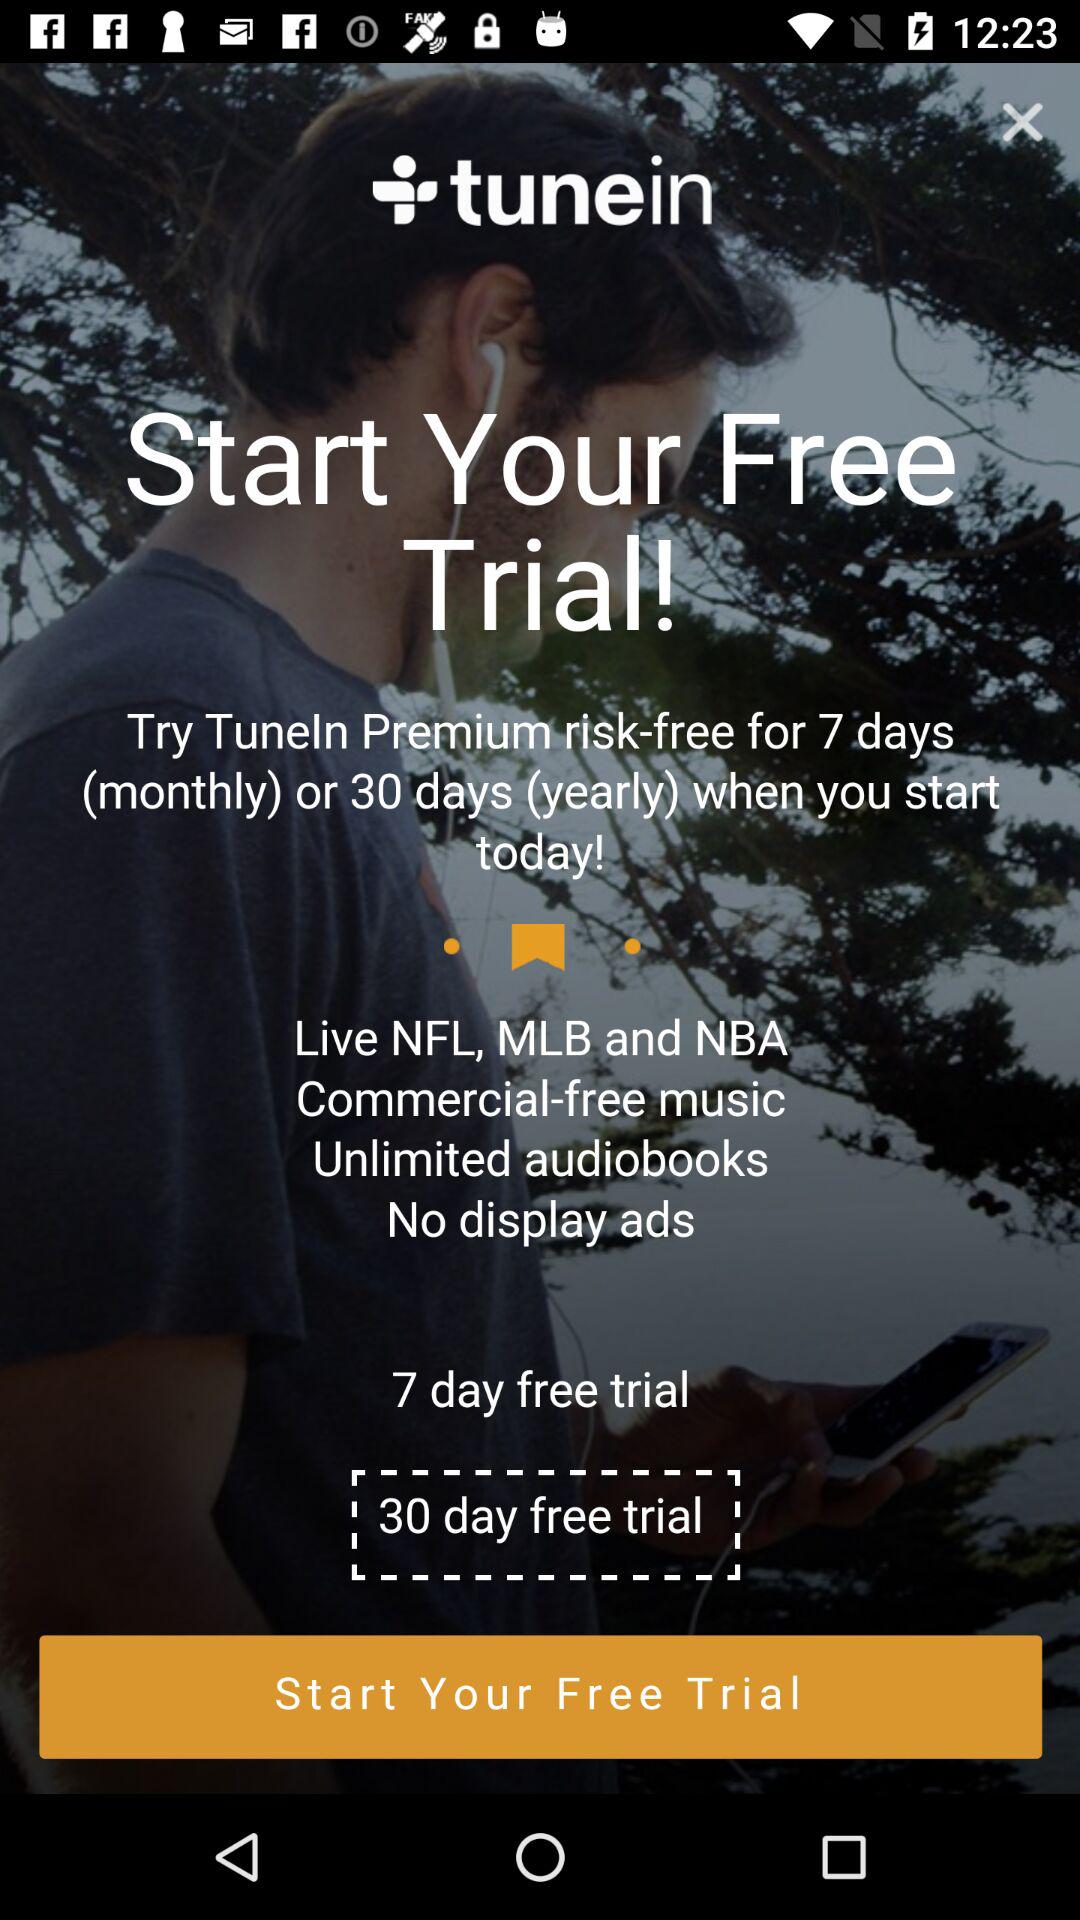 FAKE
12:23
tunein
Start Your Free
Trial!
Try TuneIn Premium risk-free for 7 days
(monthly) or 30 days (yearly) when you start
today!
Live NFL, MLB and NBA
Commercial-free music
Unlimited audiobooks
No display ads
7 day free trial
30 day free trial
Start Your Free Trial